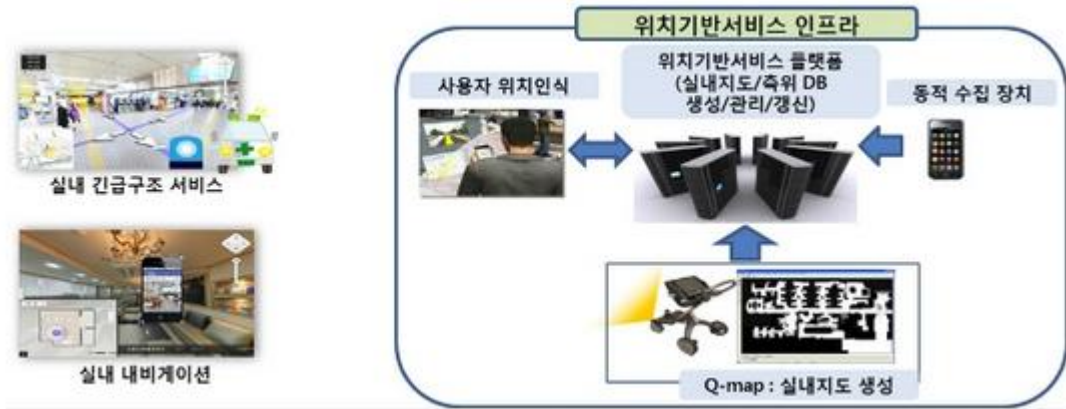 위치기반서비스 인프라
위치기반서비스 플랫폼
(실내지도/측위 DB
생성/관리/갱신)
사용자 위치인식
동적 수집 장치
실내 긴급구조 서비스
실내 내비게이션
Q-map : 실내지도 생성